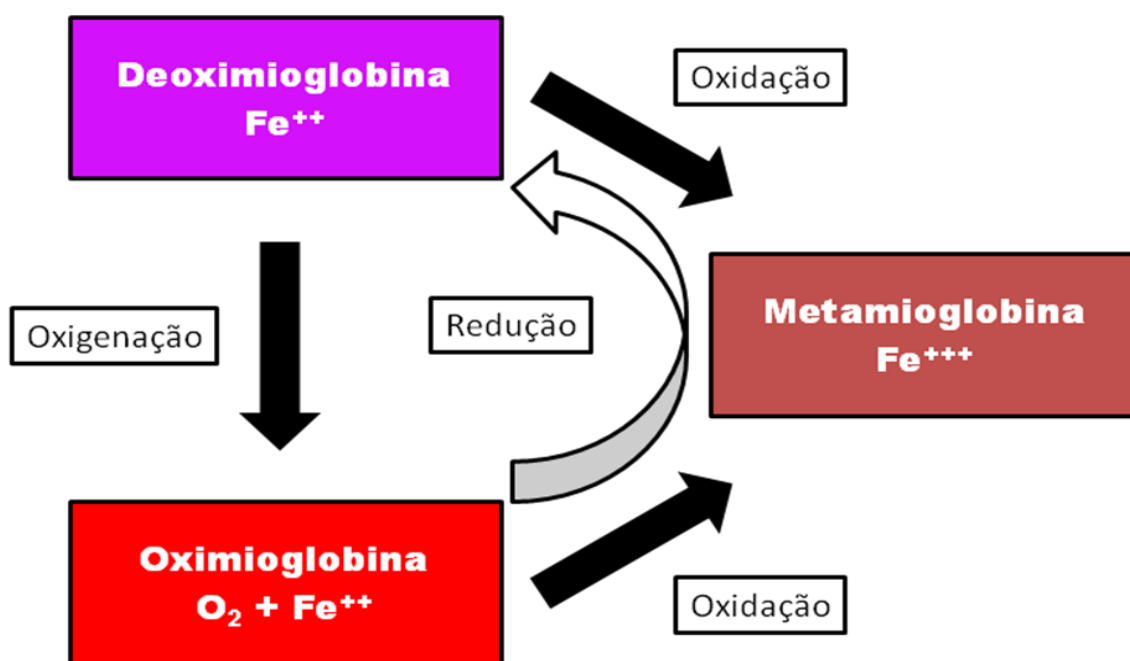 Deoximioglobina
Fe⁺⁺
Oxidação
Oxigenação
Redução
Metamioglobina
Fe⁺⁺⁺
Oximioglobina
O₂ + Fe⁺⁺
Oxidação